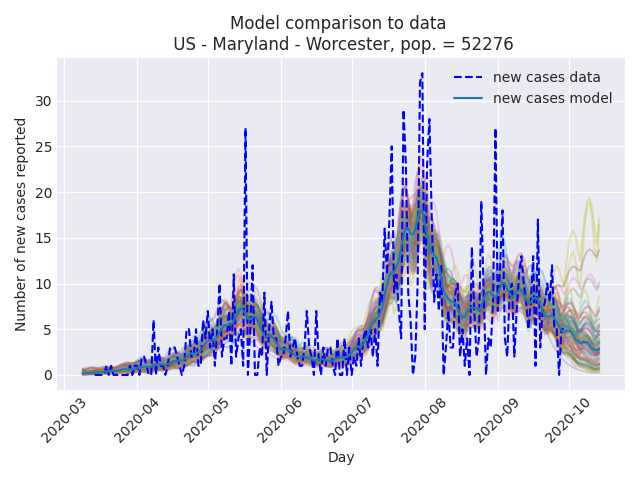 Model comparison to data
US - Maryland - Worcester, pop. = 52276
new cases data
new cases model
Number of new cases reported
30
25
20
15
10
5
0
2020-03
2020-04
2020-05
2020-06
2020-07
2020-08
2020-09
2020-10
Day